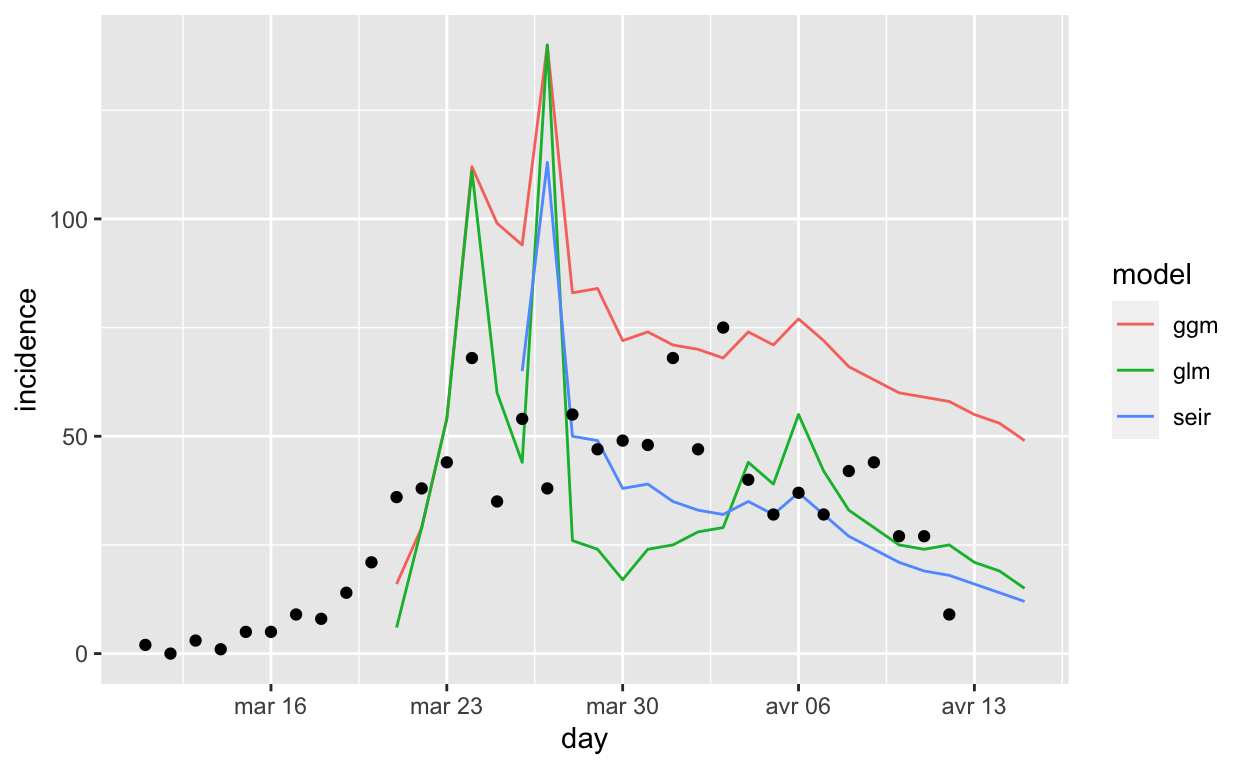 incidence
100
50
0
mar 16
mar 23
mar 30
avr 06
avr 13
day
model
ggm
glm
seir